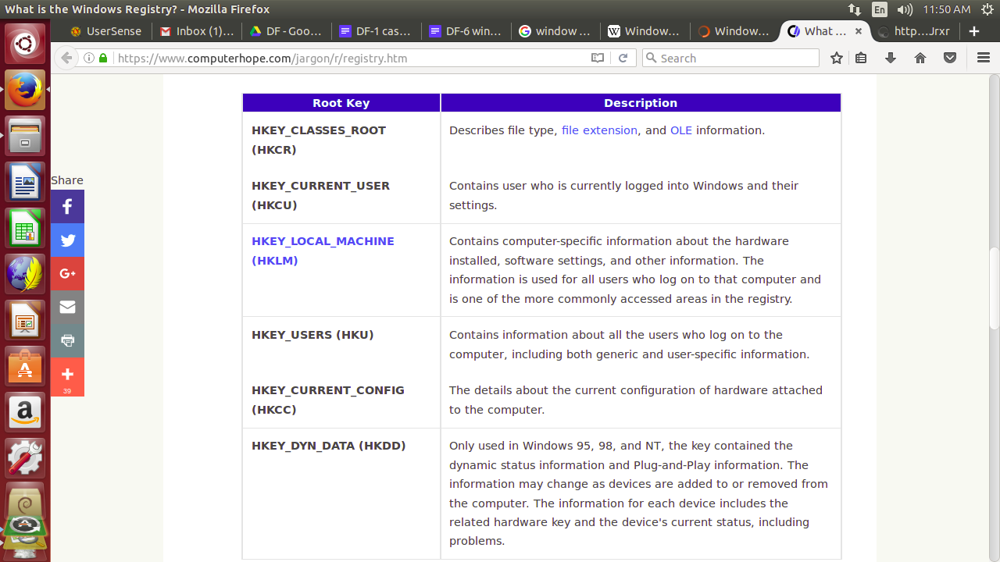 What is the Windows Registry? - Mozilla Firefox
En
11:50 AM
UserSense
Inbox (1)...
DF - Goo...
DF-1 cas...
DF-6 win...
window ...
Window...
Window...
What ...
http...Jrxr
https://www.computerhope.com/jargon/r/registry.htm
Search
Share
39
Root Key
Description
HKEY_CLASSES_ROOT
(HKCR)
Describes file type, file extension, and OLE information.
HKEY_CURRENT_USER
(HKCU)
Contains user who is currently logged into Windows and their
settings.
HKEY_LOCAL_MACHINE
(HKLM)
Contains computer-specific information about the hardware
installed, software settings, and other information. The
information is used for all users who log on to that computer and
is one of the more commonly accessed areas in the registry.
HKEY_USERS (HKU)
Contains information about all the users who log on to the
computer, including both generic and user-specific information.
HKEY_CURRENT_CONFIG
(HKCC)
The details about the current configuration of hardware attached
to the computer.
HKEY_DYN_DATA (HKDD)
Only used in Windows 95, 98, and NT, the key contained the
dynamic status information and Plug-and-Play information. The
information may change as devices are added to or removed from
the computer. The information for each device includes the
related hardware key and the device's current status, including
problems.